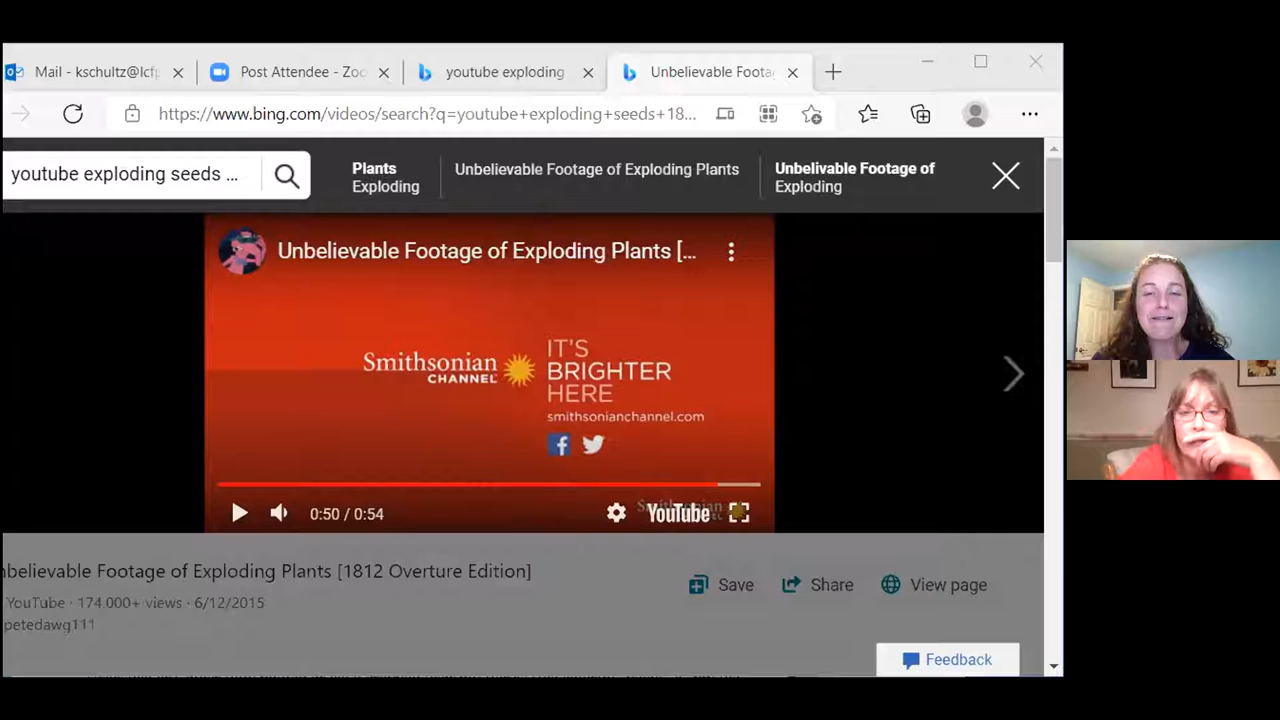 Mail - kschultz@lcfp
Post Attendee - Zoo
youtube exploding
Unbelievable Foota
https://www.bing.com/videos/search?q=youtube+exploding+seeds+18...
youtube exploding seeds ...
Plants
Exploding
Unbelievable Footage of Exploding Plants
Unbelivable Footage of
Exploding
Unbelievable Footage of Exploding Plants [...
Smithsonian
CHANNEL
IT'S
BRIGHTER
HERE
smithsonianchannel.com
0:50 / 0:54
YouTube
nbelievable Footage of Exploding Plants [1812 Overture Edition]
YouTube · 174,000+ views · 6/12/2015
petedawg111
Save
Share
View page
Feedback